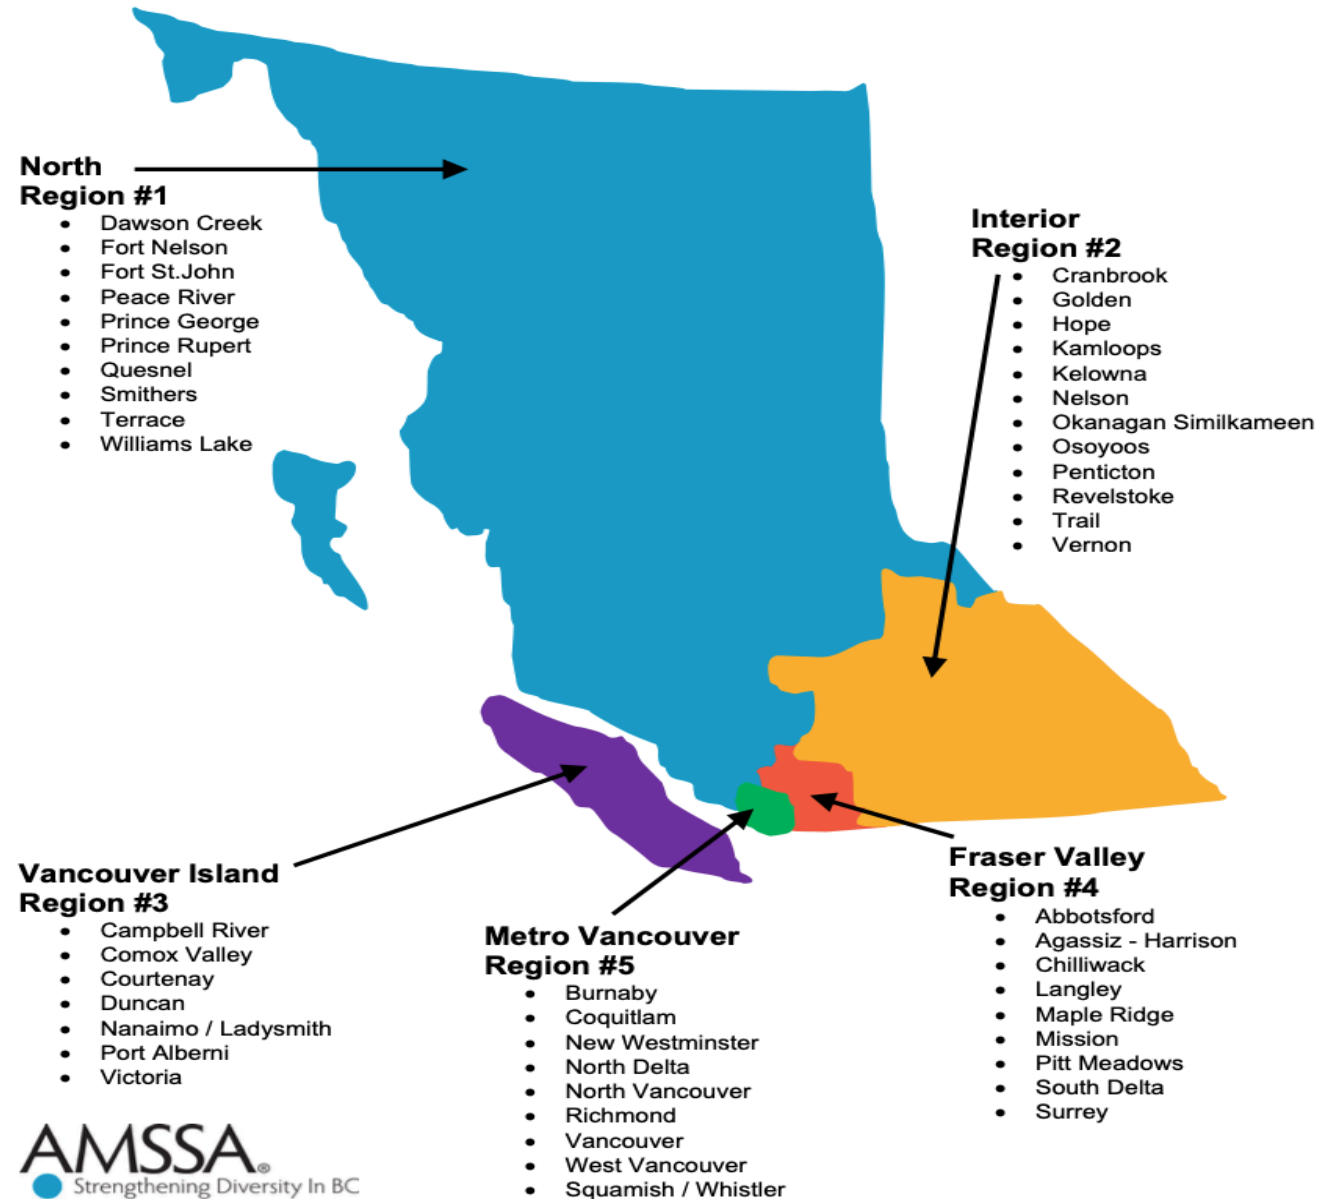 North
Region #1
• Dawson Creek
• Fort Nelson
• Fort St.John
• Peace River
• Prince George
• Prince Rupert
• Quesnel
• Smithers
• Terrace
• Williams Lake
Interior
Region #2
• Cranbrook
• Golden
• Hope
• Kamloops
• Kelowna
• Nelson
• Okanagan Similkameen
• Osoyoos
• Penticton
• Revelstoke
• Trail
• Vernon
Vancouver Island
Region #3
• Campbell River
• Comox Valley
• Courtenay
• Duncan
• Nanaimo / Ladysmith
• Port Alberni
• Victoria
Metro Vancouver
Region #5
• Burnaby
• Coquitlam
• New Westminster
• North Delta
• North Vancouver
• Richmond
• Vancouver
• West Vancouver
• Squamish / Whistler
Fraser Valley
Region #4
• Abbotsford
• Agassiz - Harrison
• Chilliwack
• Langley
• Maple Ridge
• Mission
• Pitt Meadows
• South Delta
• Surrey
AMSSA®
Strengthening Diversity In BC